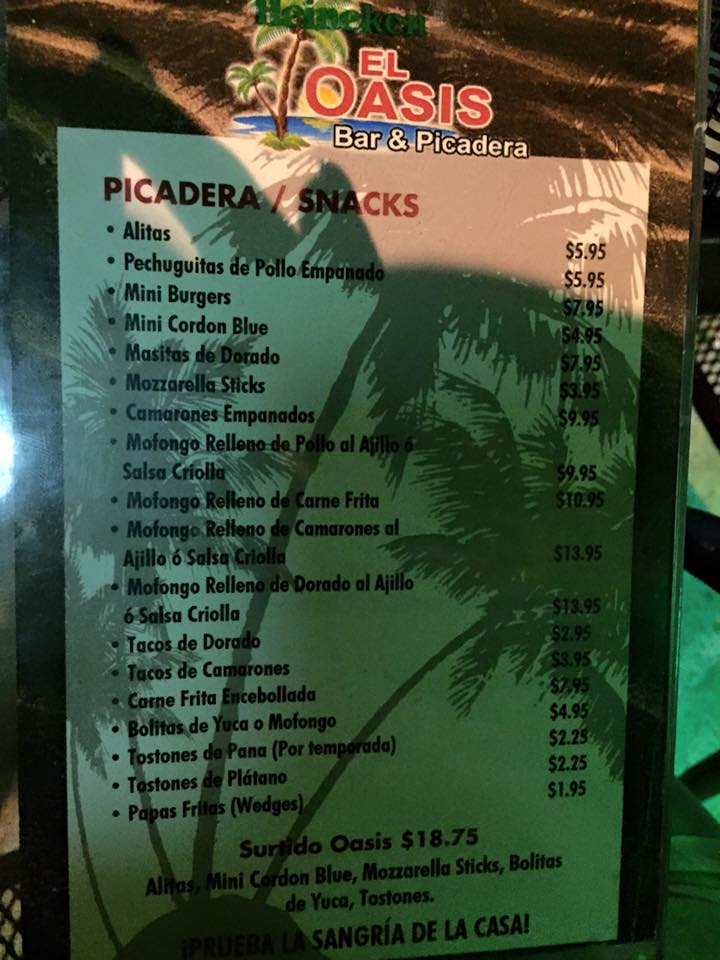 Heineken
EL
OASIS
Bar & Picadera
PICADERA / SNACKS
• Alitas $5.95
• Pechuguitas de Pollo Empanado $5.95
• Mini Burgers $7.95
• Mini Cordon Blue $4.95
• Masitas de Dorado $7.95
• Mozzarella Sticks $3.95
• Camarones Empanados $9.95
• Mofongo Relleno de Pollo al Ajillo ó
Salsa Criolla $9.95
• Mofongo Relleno de Carne Frita $10.95
• Mofongo Relleno de Camarones al
Ajillo ó Salsa Criolla $13.95
• Mofongo Relleno de Dorado al Ajillo
ó Salsa Criolla $13.95
• Tacos de Dorado $2.95
• Tacos de Camarones $3.95
• Carne Frita Encebollada $7.95
• Bolitas de Yuca o Mofongo $4.95
• Tostones de Pana (Por temporada) $2.25
• Tostones de Plátano $2.25
• Papas Fritas (Wedges) $1.95
Surtido Oasis $18.75
Alitas, Mini Cordon Blue, Mozzarella Sticks, Bolitas
de Yuca, Tostones.
¡PRUEBA LA SANGRÍA DE LA CASA!